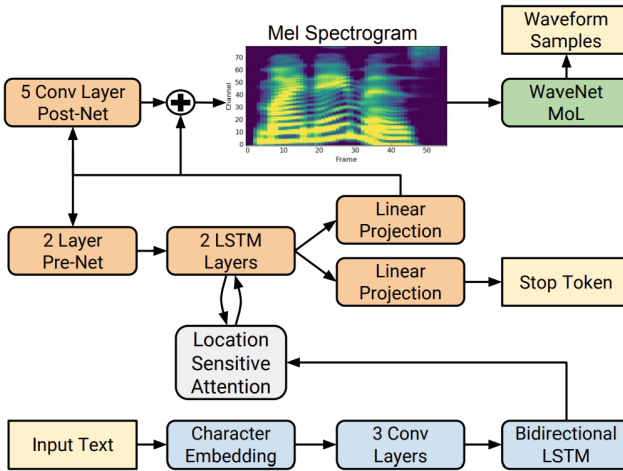 Mel Spectrogram
Waveform
Samples
5 Conv Layer
Post-Net
WaveNet
MoL
Channel
70
60
50
40
30
20
10
0
0 10 20 30 40 50
Frame
2 Layer
Pre-Net
2 LSTM
Layers
Linear
Projection
Linear
Projection
Stop Token
Location
Sensitive
Attention
Input Text
Character
Embedding
3 Conv
Layers
Bidirectional
LSTM